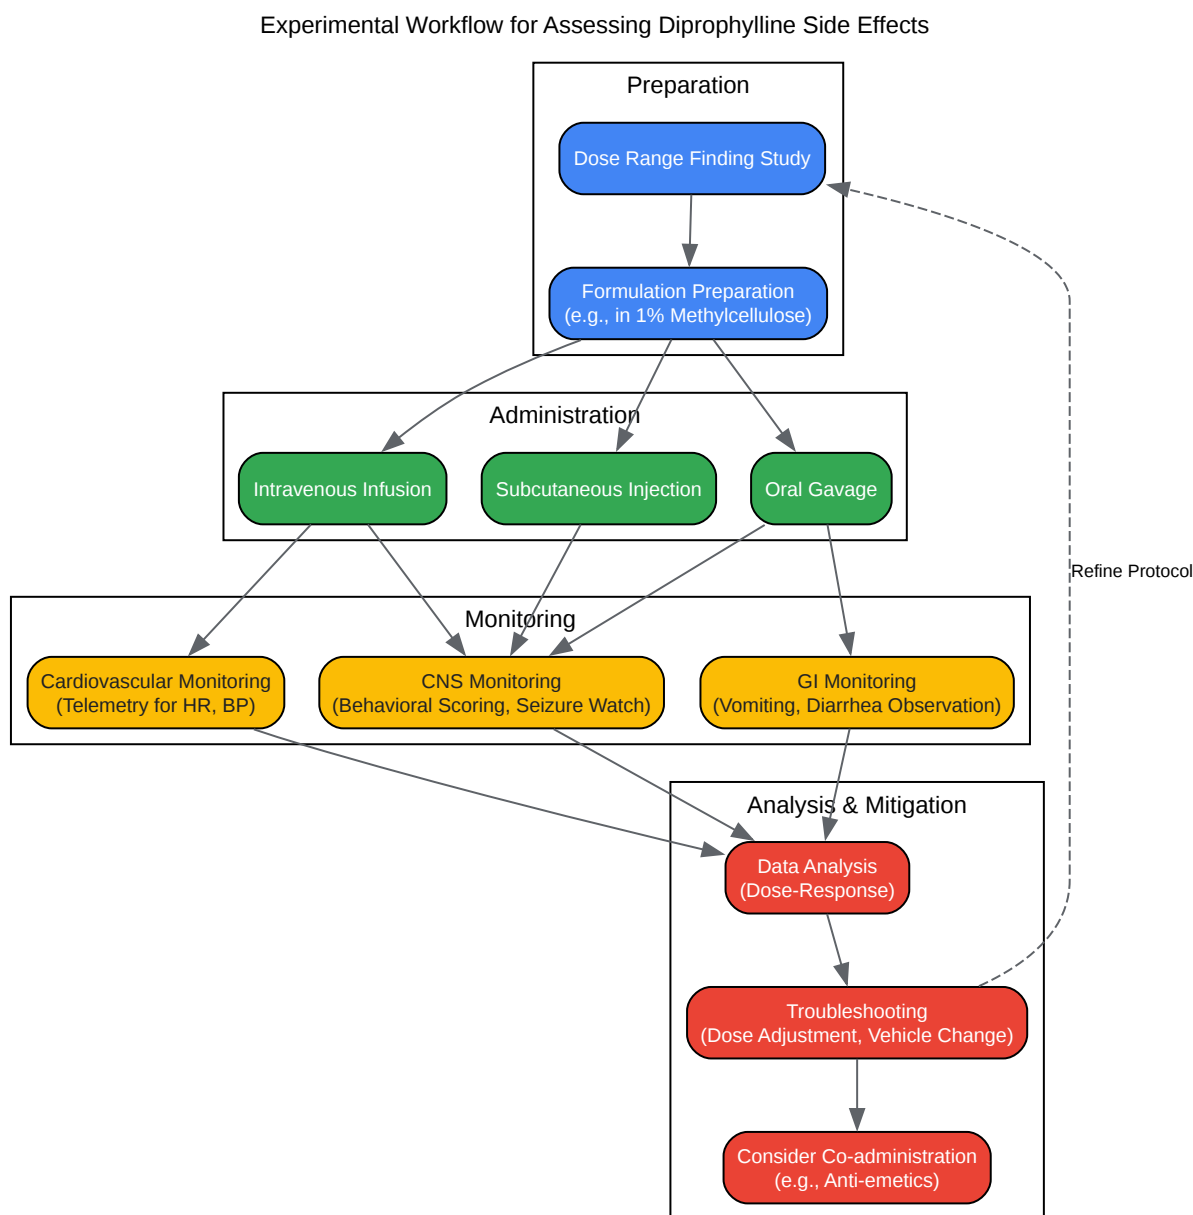 Experimental Workflow for Assessing Diprophylline Side Effects
Preparation
Dose Range Finding Study
Formulation Preparation
(e.g., in 1% Methylcellulose)
Administration
Intravenous Infusion
Subcutaneous Injection
Oral Gavage
Refine Protocol
Monitoring
Cardiovascular Monitoring
(Telemetry for HR, BP)
CNS Monitoring
(Behavioral Scoring, Seizure Watch)
GI Monitoring
(Vomiting, Diarrhea Observation)
Analysis & Mitigation
Data Analysis
(Dose-Response)
Troubleshooting
(Dose Adjustment, Vehicle Change)
Consider Co-administration
(e.g., Anti-emetics)